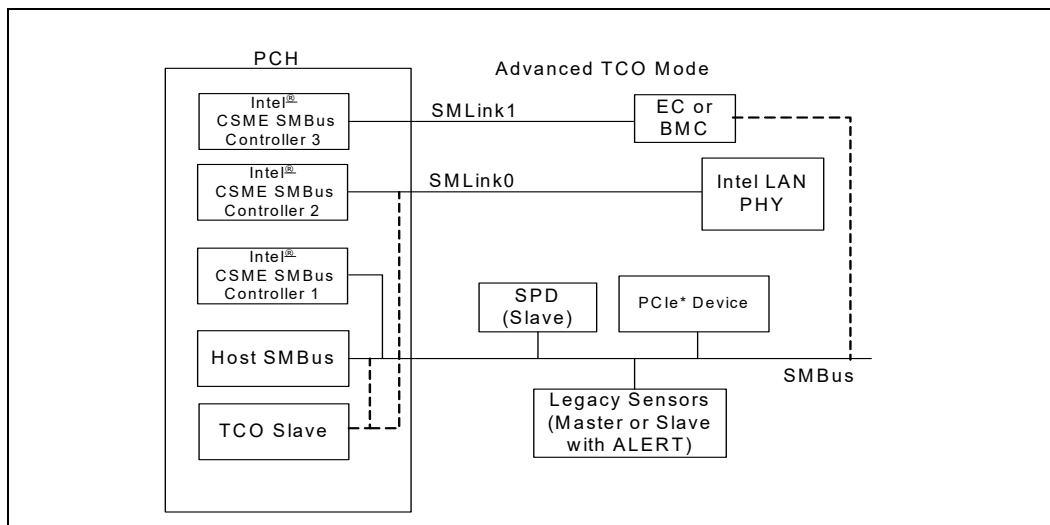 PCH
Advanced TCO Mode
Intel®
CSME SMBus
Controller 3
SMLink1
EC or
BMC
Intel®
CSME SMBus
Controller 2
SMLink0
Intel LAN
PHY
Intel®
CSME SMBus
Controller 1
SPD
(Slave)
PCIe* Device
Host SMBus
SMBus
TCO Slave
Legacy Sensors
(Master or Slave
with ALERT)